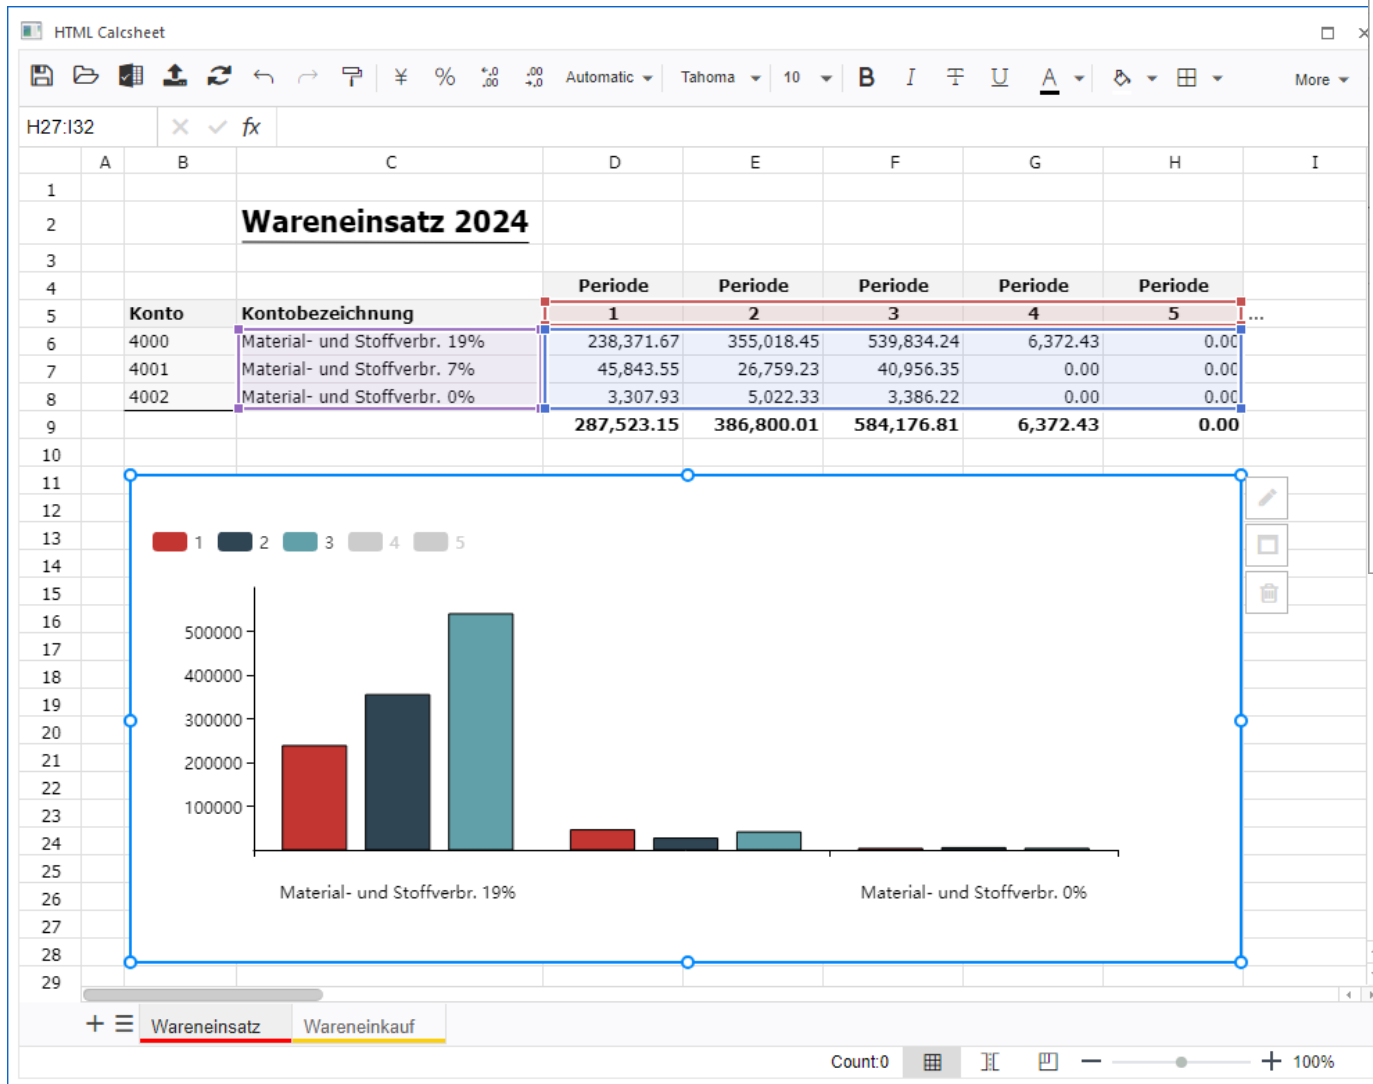 HTML Calcsheet
¥ % Automatic Tahoma 10 B I T U A More
H27:I32 fx
A B C D E F G H I
1
2 Wareneinsatz 2024
3
4 Periode Periode Periode Periode Periode
5 Konto Kontobezeichnung 1 2 3 4 5 ...
6 4000 Material- und Stoffverbr. 19% 238,371.67 355,018.45 539,834.24 6,372.43 0.00
7 4001 Material- und Stoffverbr. 7% 45,843.55 26,759.23 40,956.35 0.00 0.00
8 4002 Material- und Stoffverbr. 0% 3,307.93 5,022.33 3,386.22 0.00 0.00
9 287,523.15 386,800.01 584,176.81 6,372.43 0.00
10
11
12
13 1 2 3 4 5
14
15
16 500000
17
18 400000
19 300000
20
21 200000
22
23 100000
24
25
26 Material- und Stoffverbr. 19% Material- und Stoffverbr. 0%
27
28
29
Wareneinsatz Wareneinkauf
Count:0 100%